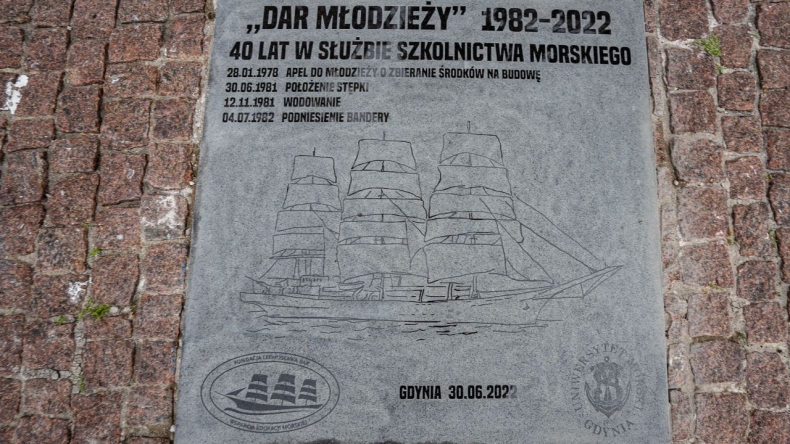 „DAR MŁODZIEŻY” 1982-2022
40 LAT W SŁUŻBIE SZKOLNICTWA MORSKIEGO
28.01.1978 APEL DO MŁODZIEŻY O ZBIERANIE ŚRODKÓW NA BUDOWĘ
30.06.1981 POŁOŻENIE STĘPKI
12.11.1981 WODOWANIE
04.07.1982 PODNIESIENIE BANDERY
GDYNIA 30.06.2022
UNIWERSYTET MORSKI
GDYNIA